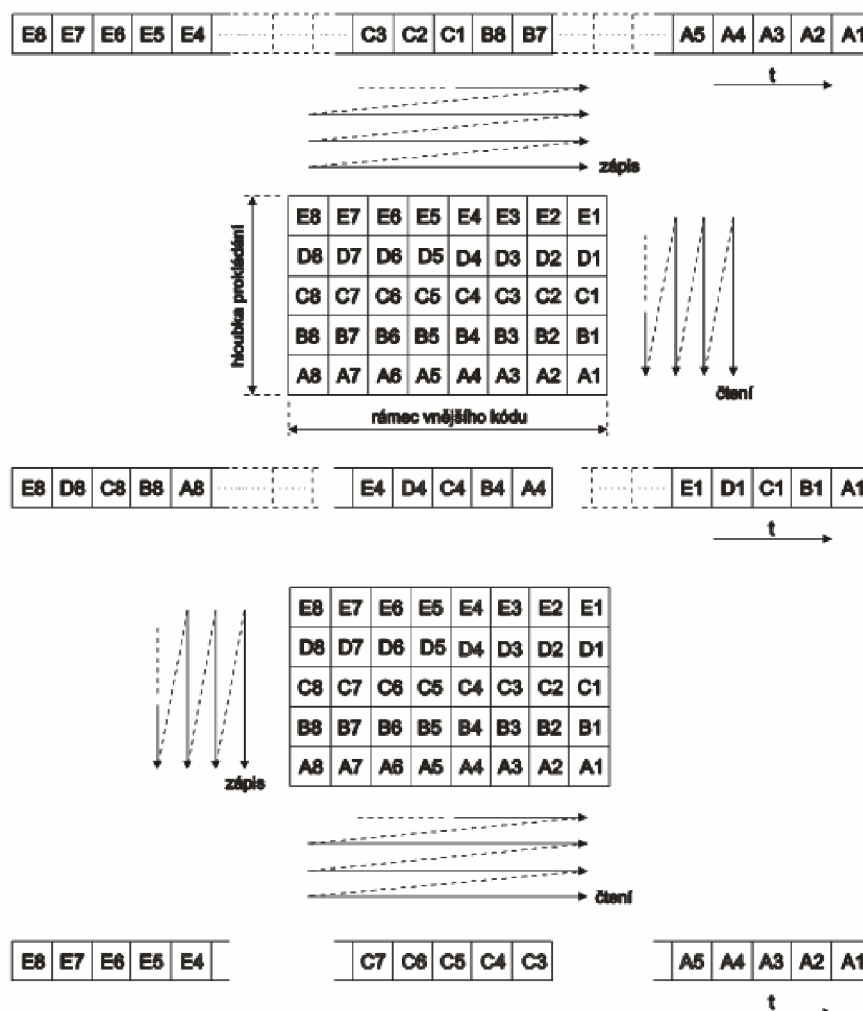 E8 E7 E6 E5 E4 C3 C2 C1 B8 B7 A5 A4 A3 A2 A1
t
zápis
hloubka prokládání
E8 E7 E6 E5 E4 E3 E2 E1
D8 D7 D6 D5 D4 D3 D2 D1
C8 C7 C6 C5 C4 C3 C2 C1
B8 B7 B6 B5 B4 B3 B2 B1
A8 A7 A6 A5 A4 A3 A2 A1
čtení
rámec vnějšího kódu
E8 D8 C8 B8 A8 E4 D4 C4 B4 A4 E1 D1 C1 B1 A1
t
E8 E7 E6 E5 E4 E3 E2 E1
D8 D7 D6 D5 D4 D3 D2 D1
C8 C7 C6 C5 C4 C3 C2 C1
B8 B7 B6 B5 B4 B3 B2 B1
A8 A7 A6 A5 A4 A3 A2 A1
zápis
čtení
E8 E7 E6 E5 E4 C7 C6 C5 C4 C3 A5 A4 A3 A2 A1
t